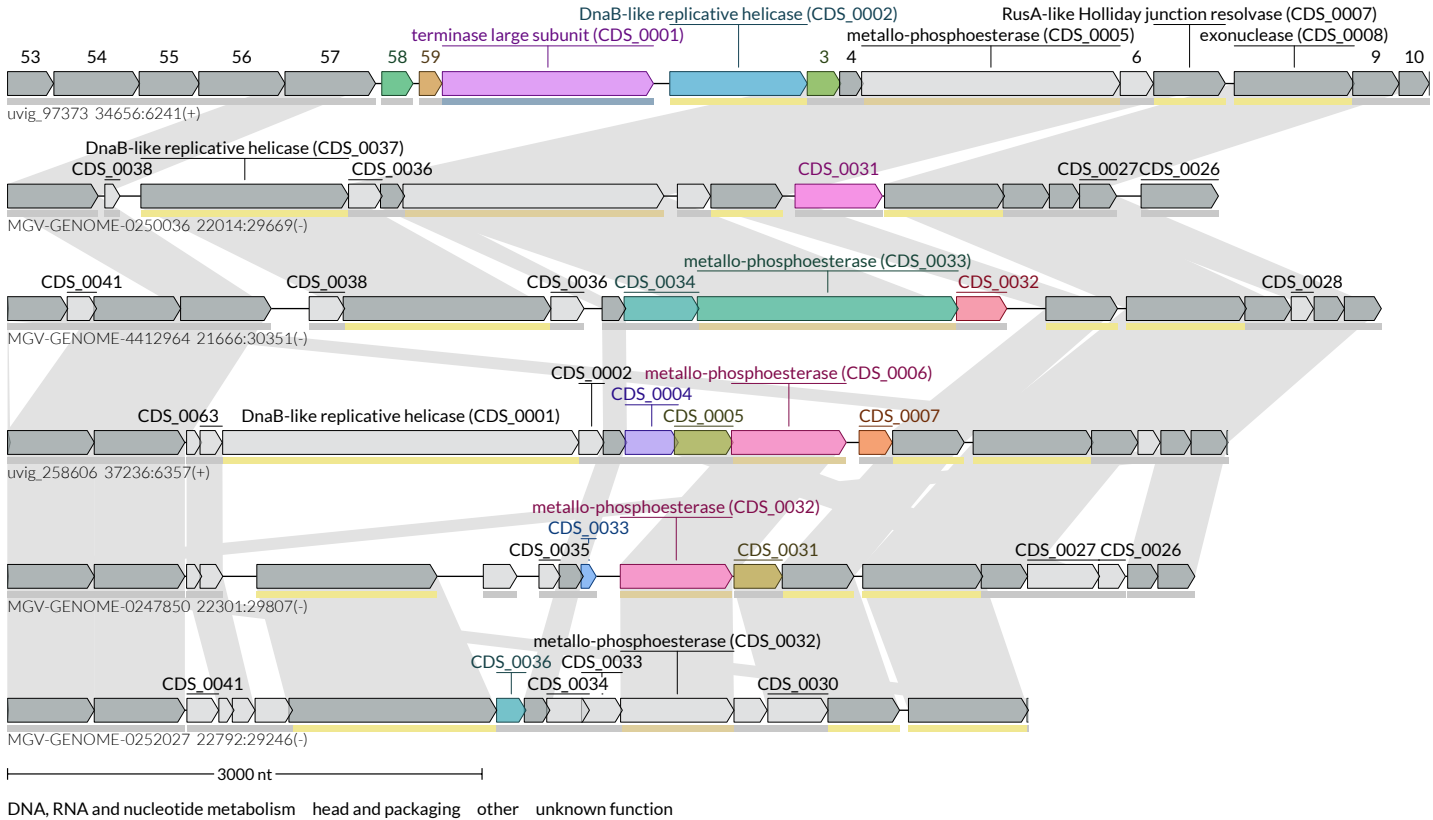 DnaB-like replicative helicase (CDS_0002) RusA-like Holliday junction resolvase (CDS_0007)
terminase large subunit (CDS_0001) metallo-phosphoesterase (CDS_0005) exonuclease (CDS_0008)
53 54 55 56 57 58 59 3 4 6 9 10
uvig_97373 34656:6241(+)
DnaB-like replicative helicase (CDS_0037)
CDS_0038 CDS_0036 CDS_0031 CDS_0027 CDS_0026
MGV-GENOME-0250036 22014:29669(-)
metallo-phosphoesterase (CDS_0033)
CDS_0041 CDS_0038 CDS_0036 CDS_0034 CDS_0032 CDS_0028
MGV-GENOME-4412964 21666:30351(-)
CDS_0002 metallo-phosphoesterase (CDS_0006)
CDS_0004
CDS_0063 DnaB-like replicative helicase (CDS_0001) CDS_0005 CDS_0007
uvig_258606 37236:6357(+)
metallo-phosphoesterase (CDS_0032)
CDS_0033
CDS_0035 CDS_0031 CDS_0027 CDS_0026
MGV-GENOME-0247850 22301:29807(-)
metallo-phosphoesterase (CDS_0032)
CDS_0036 CDS_0033
CDS_0041 CDS_0034 CDS_0030
MGV-GENOME-0252027 22792:29246(-)
3000 nt
DNA, RNA and nucleotide metabolism head and packaging other unknown function